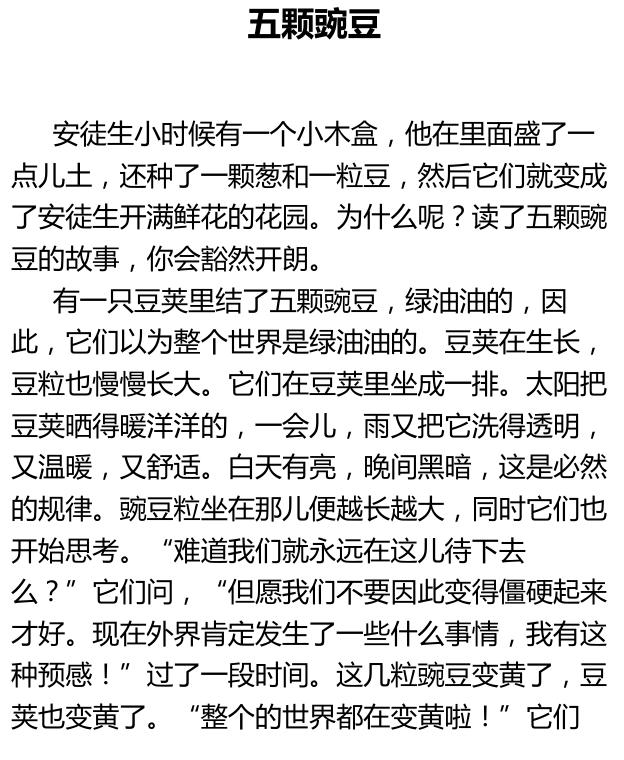 五颗豌豆
安徒生小时候有一个小木盒，他在里面盛了一
点儿土，还种了一颗葱和一粒豆，然后它们就变成
了安徒生开满鲜花的花园。为什么呢？读了五颗豌
豆的故事，你会豁然开朗。
有一只豆荚里结了五颗豌豆，绿油油的，因
此，它们以为整个世界是绿油油的。豆荚在生长，
豆粒也慢慢长大。它们在豆荚里坐成一排。太阳把
豆荚晒得暖洋洋的，一会儿，雨又把它洗得透明，
又温暖，又舒适。白天有亮，晚间黑暗，这是必然
的规律。豌豆粒坐在那儿便越长越大，同时它们也
开始思考。“难道我们就永远在这儿待下去
么？”它们问，“但愿我们不要因此变得僵硬起来
才好。现在外界肯定发生了一些什么事情，我有这
种预感！”过了一段时间。这几粒豌豆变黄了，豆
荚也变黄了。“整个的世界都在变黄啦！”它们